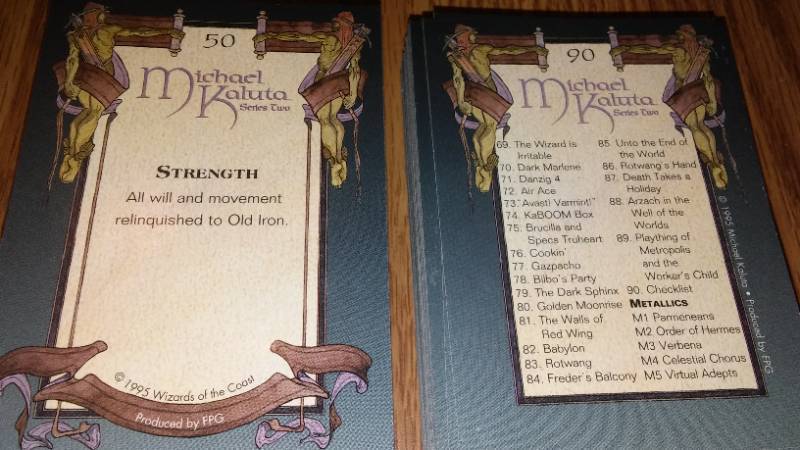 50
Michael
Kaluta
Series Two
STRENGTH
All will and movement
relinquished to Old Iron.
© 1995 Wizards of the Coast
Produced by FPG
90
Michael
Kaluta
Series Two
69. The Wizard is
Irritable
70. Dark Marlene
71. Danzig 4
72. Air Ace
73."Avast! Varmint!"
74. KaBOOM Box
75. Brucilla and
Specs Truheart
76. Cookin'
77. Gazpacho
78. Bilbo's Party
79. The Dark Sphinx
80. Golden Moonrise
81. The Walls of
Red Wing
82. Babylon
83. Rotwang
84. Freder's Balcony
85. Unto the End of
the World
86. Rotwang's Hand
87. Death Takes a
Holiday
88. Arzach in the
Well of the
Worlds
89. Plaything of
Metropolis
and the
Worker's Child
90. Checklist
METALLICS
M1 Parmeneans
M2 Order of Hermes
M3 Verbena
M4 Celestial Chorus
M5 Virtual Adepts
© 1995 Michael Kaluta • Produced by FPG